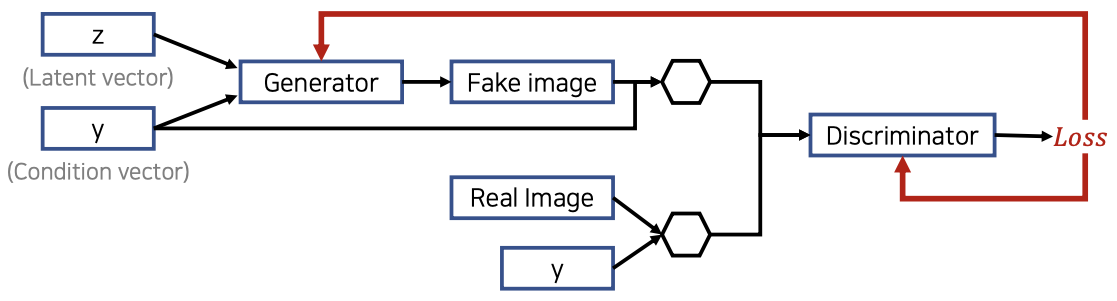 z
(Latent vector)
y
(Condition vector)
Generator
Fake image
Real Image
y
Discriminator
Loss